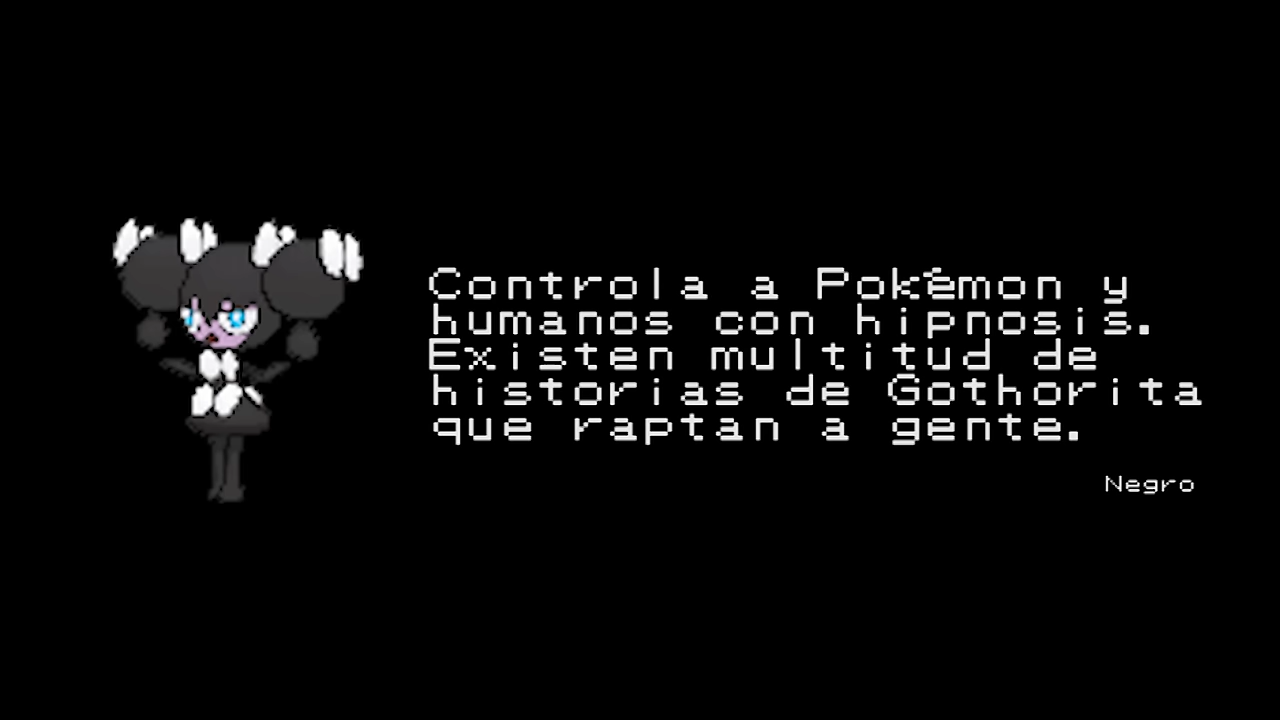 Controla a Pokémon y
humanos con hipnosis.
Existen multitud de
historias de Gothorita
que raptan a gente.
Negro